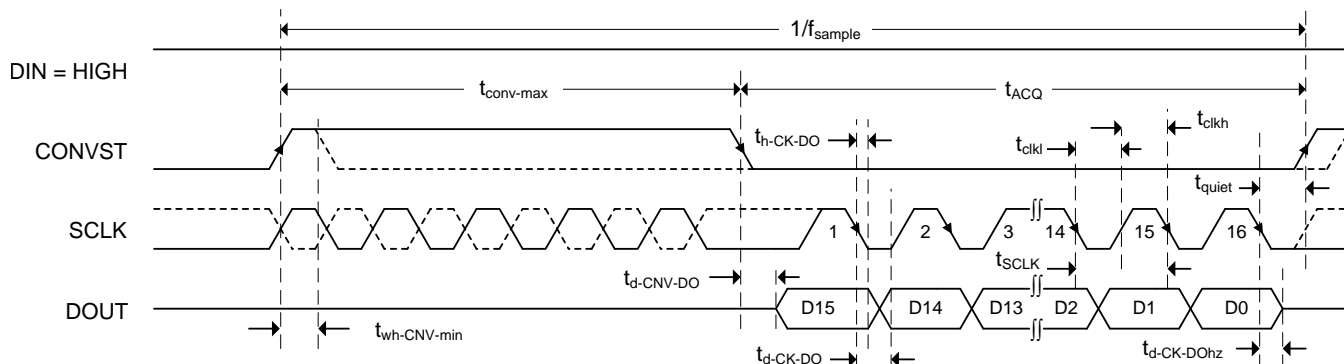 1/fsample
DIN = HIGH
tconv-max
tACQ
CONVST
th-CK-DO
tclkl
tclkh
tquiet
SCLK
1 2 3 14 15 16
tSCLK
td-CNV-DO
DOUT
D15 D14 D13 D2 D1 D0
twh-CNV-min
td-CK-DO
td-CK-DOhz